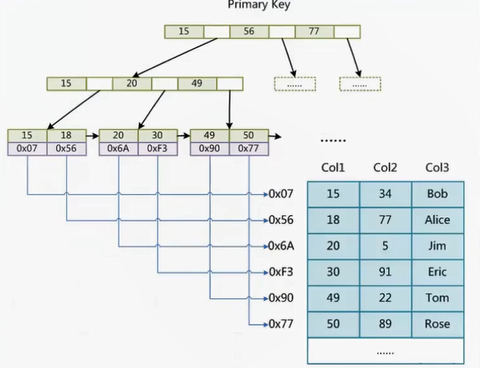 Primary Key
15 56 77
15 20 49
...... ......
15 18 20 30 49 50
0x07 0x56 0x6A 0xF3 0x90 0x77
......
Col1 Col2 Col3
0x07 15 34 Bob
0x56 18 77 Alice
0x6A 20 5 Jim
0xF3 30 91 Eric
0x90 49 22 Tom
0x77 50 89 Rose
......